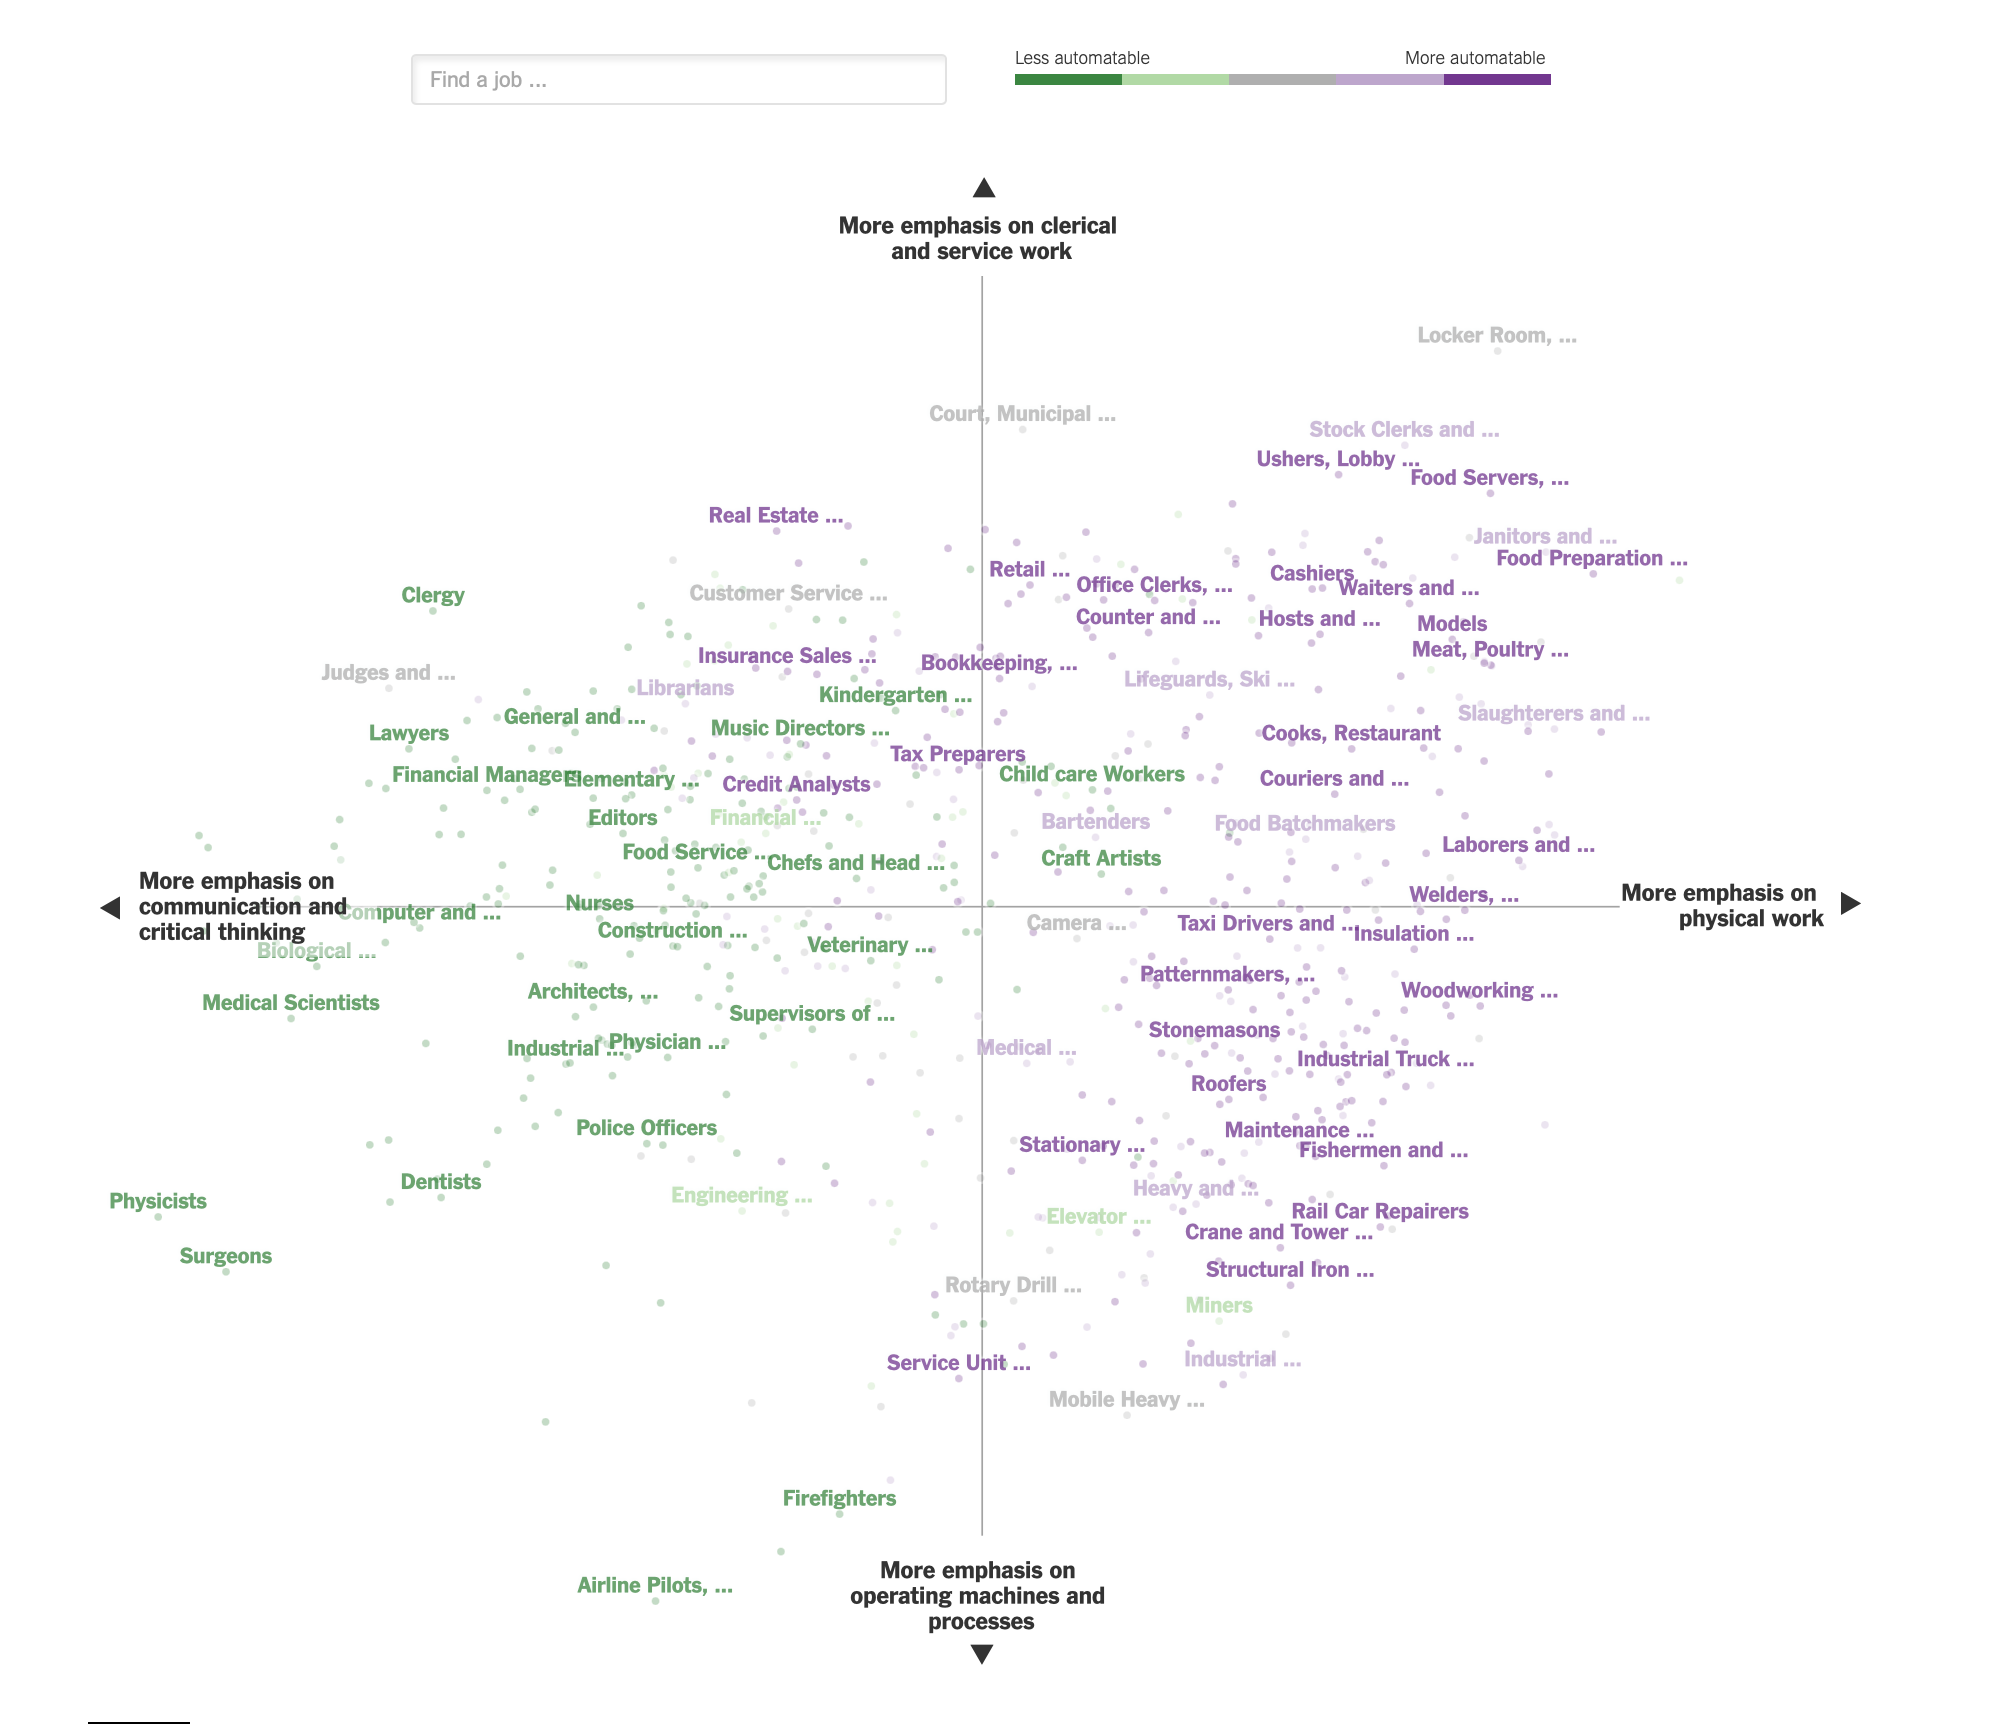 Find a job ...
Less automatable
More automatable
More emphasis on clerical
and service work
Locker Room, ...
Court, Municipal ...
Stock Clerks and ...
Ushers, Lobby ...
Food Servers, ...
Real Estate ...
Janitors and ...
Food Preparation ...
Retail ...
Cashiers
Office Clerks, ...
Waiters and ...
Clergy
Customer Service ...
Counter and ...
Hosts and ...
Models
Meat, Poultry ...
Insurance Sales ...
Bookkeeping, ...
Judges and ...
Lifeguards, Ski ...
Librarians
Kindergarten ...
Slaughterers and ...
General and ...
Music Directors ...
Lawyers
Cooks, Restaurant
Tax Preparers
Financial Managers
Elementary ...
Credit Analysts
Child care Workers
Couriers and ...
Editors
Financial ...
Bartenders
Food Batchmakers
Laborers and ...
Food Service ...
Chefs and Head ...
Craft Artists
More emphasis on
communication and
critical thinking
Welders, ...
More emphasis on
physical work
Nurses
Computer and ...
Construction ...
Camera ...
Taxi Drivers and ...
Insulation ...
Veterinary ...
Biological ...
Patternmakers, ...
Architects, ...
Woodworking ...
Medical Scientists
Supervisors of ...
Stonemasons
Industrial ...
Physician ...
Medical ...
Industrial Truck ...
Roofers
Police Officers
Maintenance ...
Stationary ...
Fishermen and ...
Dentists
Heavy and ...
Physicists
Engineering ...
Elevator ...
Rail Car Repairers
Crane and Tower ...
Surgeons
Structural Iron ...
Rotary Drill ...
Miners
Service Unit ...
Industrial ...
Mobile Heavy ...
Firefighters
Airline Pilots, ...
More emphasis on
operating machines and
processes